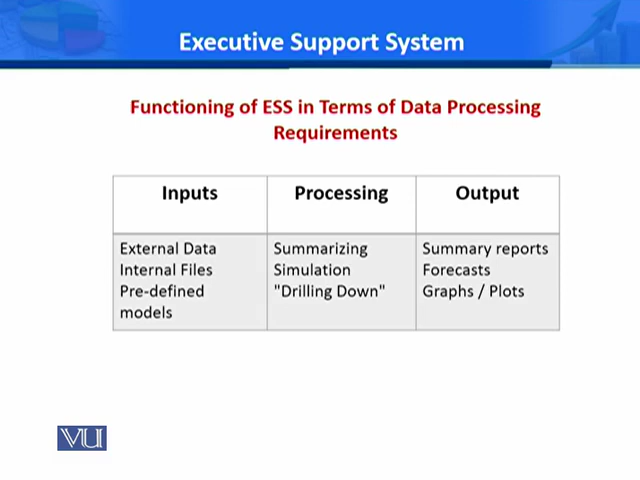 Executive Support System
Functioning of ESS in Terms of Data Processing
Requirements
Inputs Processing Output
External Data Summarizing Summary reports
Internal Files Simulation Forecasts
Pre-defined "Drilling Down" Graphs / Plots
models
VU